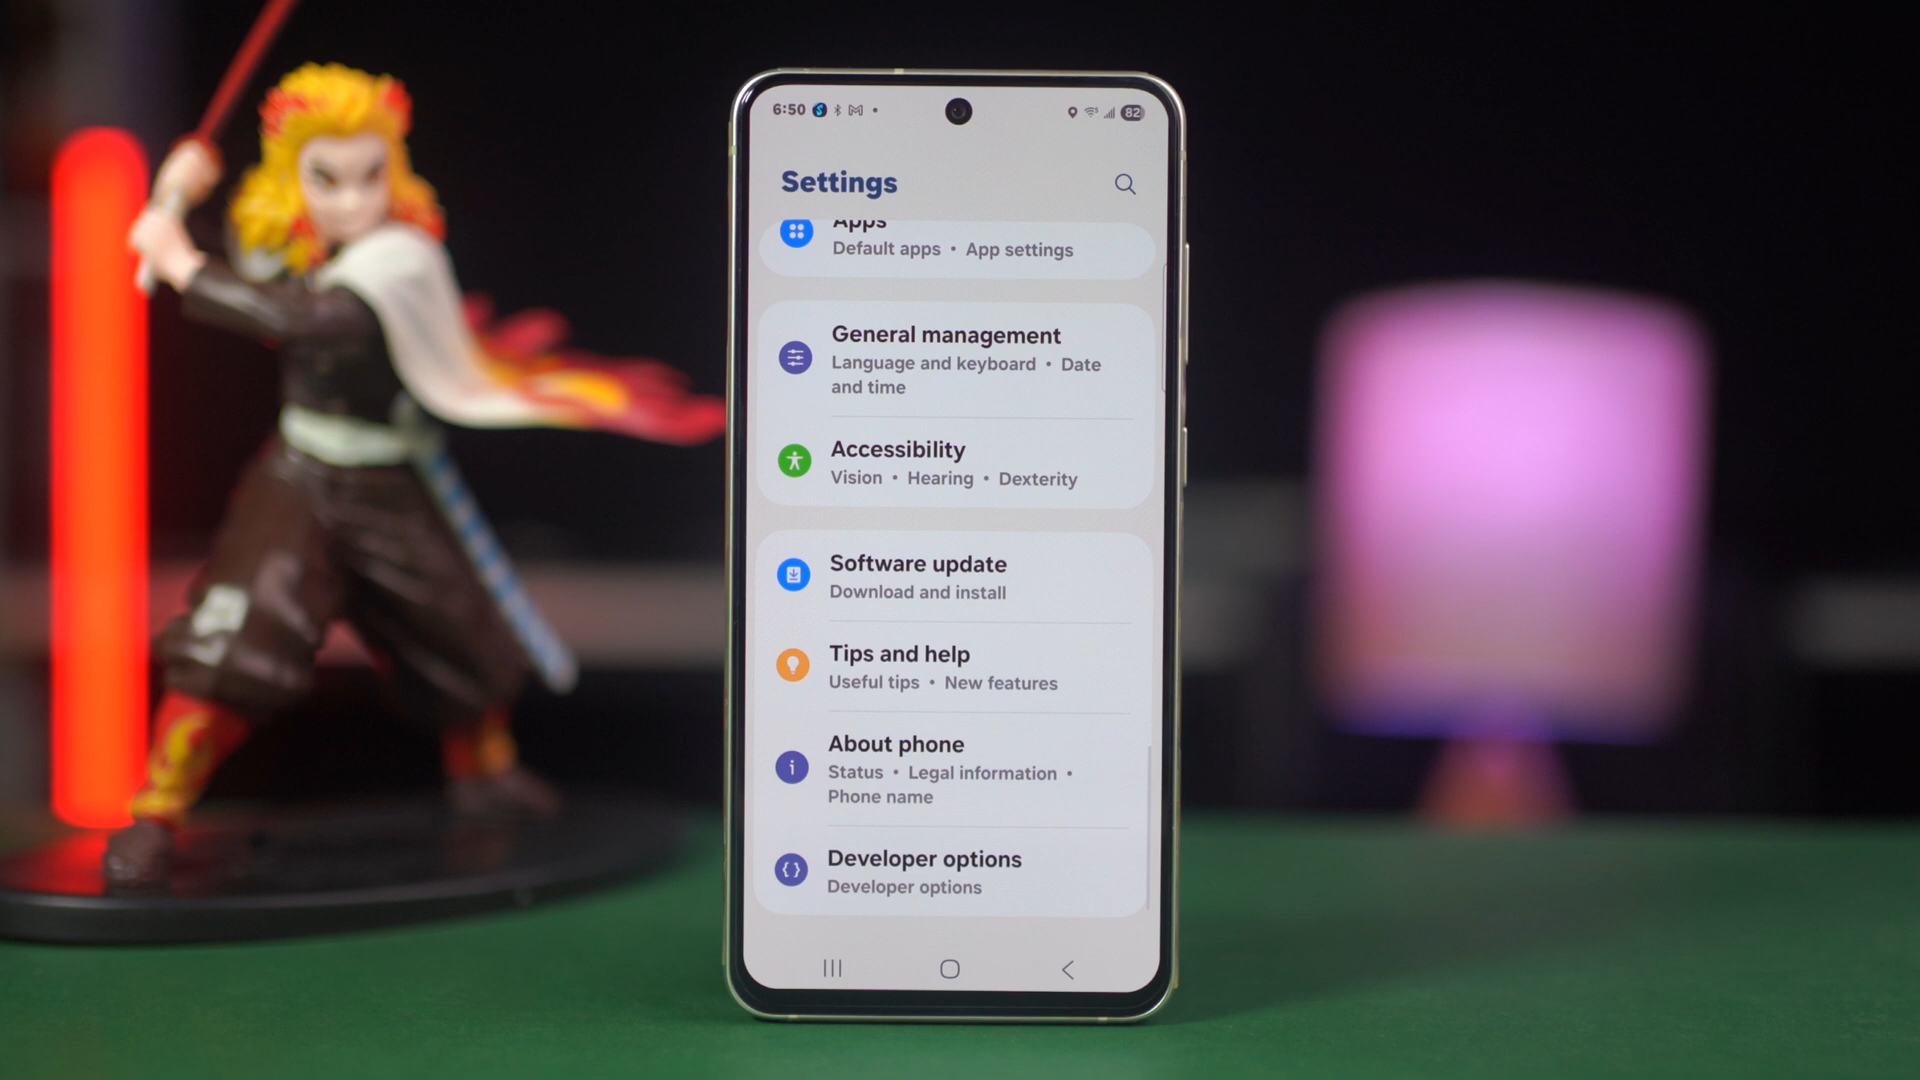 6:50
82
Settings
Apps
Default apps • App settings
General management
Language and keyboard • Date
and time
Accessibility
Vision • Hearing • Dexterity
Software update
Download and install
Tips and help
Useful tips • New features
About phone
Status • Legal information •
Phone name
Developer options
Developer options